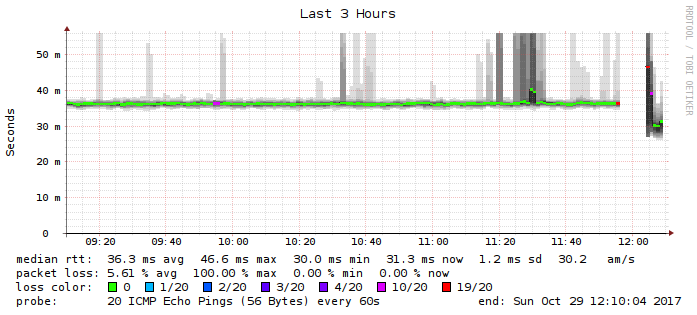 Last 3 Hours
RRDTOOL / TOBI OETIKER
Seconds
50 m
40 m
30 m
20 m
10 m
0
09:20 09:40 10:00 10:20 10:40 11:00 11:20 11:40 12:00
median rtt: 36.3 ms avg 46.6 ms max 30.0 ms min 31.3 ms now 1.2 ms sd 30.2 am/s
packet loss: 5.61 % avg 100.00 % max 0.00 % min 0.00 % now
loss color: 0 1/20 2/20 3/20 4/20 10/20 19/20
probe: 20 ICMP Echo Pings (56 Bytes) every 60s end: Sun Oct 29 12:10:04 2017